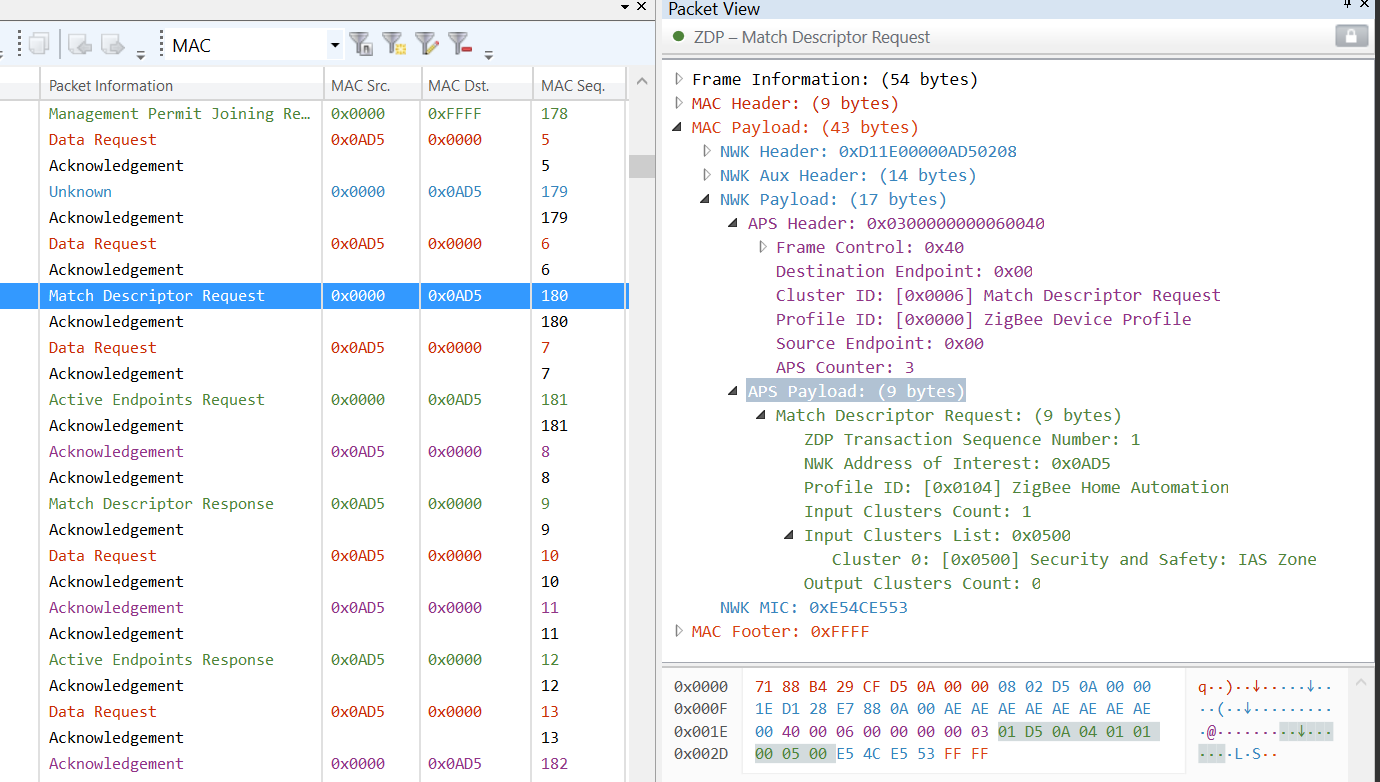 MAC
Packet Information MAC Src. MAC Dst. MAC Seq.
Management Permit Joining Re… 0x0000 0xFFFF 178
Data Request 0x0AD5 0x0000 5
Acknowledgement 5
Unknown 0x0000 0x0AD5 179
Acknowledgement 179
Data Request 0x0AD5 0x0000 6
Acknowledgement 6
Match Descriptor Request 0x0000 0x0AD5 180
Acknowledgement 180
Data Request 0x0AD5 0x0000 7
Acknowledgement 7
Active Endpoints Request 0x0000 0x0AD5 181
Acknowledgement 181
Acknowledgement 0x0AD5 0x0000 8
Acknowledgement 8
Match Descriptor Response 0x0AD5 0x0000 9
Acknowledgement 9
Data Request 0x0AD5 0x0000 10
Acknowledgement 10
Acknowledgement 0x0AD5 0x0000 11
Acknowledgement 11
Active Endpoints Response 0x0AD5 0x0000 12
Acknowledgement 12
Data Request 0x0AD5 0x0000 13
Acknowledgement 13
Acknowledgement 0x0000 0x0AD5 182
Packet View
ZDP – Match Descriptor Request
Frame Information: (54 bytes)
MAC Header: (9 bytes)
MAC Payload: (43 bytes)
NWK Header: 0xD11E00000AD50208
NWK Aux Header: (14 bytes)
NWK Payload: (17 bytes)
APS Header: 0x0300000000060040
Frame Control: 0x40
Destination Endpoint: 0x00
Cluster ID: [0x0006] Match Descriptor Request
Profile ID: [0x0000] ZigBee Device Profile
Source Endpoint: 0x00
APS Counter: 3
APS Payload: (9 bytes)
Match Descriptor Request: (9 bytes)
ZDP Transaction Sequence Number: 1
NWK Address of Interest: 0x0AD5
Profile ID: [0x0104] ZigBee Home Automation
Input Clusters Count: 1
Input Clusters List: 0x0500
Cluster 0: [0x0500] Security and Safety: IAS Zone
Output Clusters Count: 0
NWK MIC: 0xE54CE553
MAC Footer: 0xFFFF
0x0000 71 88 B4 29 CF D5 0A 00 00 08 02 D5 0A 00 00 q··)··↓·····↓··
0x000F 1E D1 28 E7 88 0A 00 AE AE AE AE AE AE AE AE ··(··↓·········
0x001E 00 40 00 06 00 00 00 00 03 01 D5 0A 04 01 01 ·@·········↓···
0x002D 00 05 00 E5 4C E5 53 FF FF ····L·S··